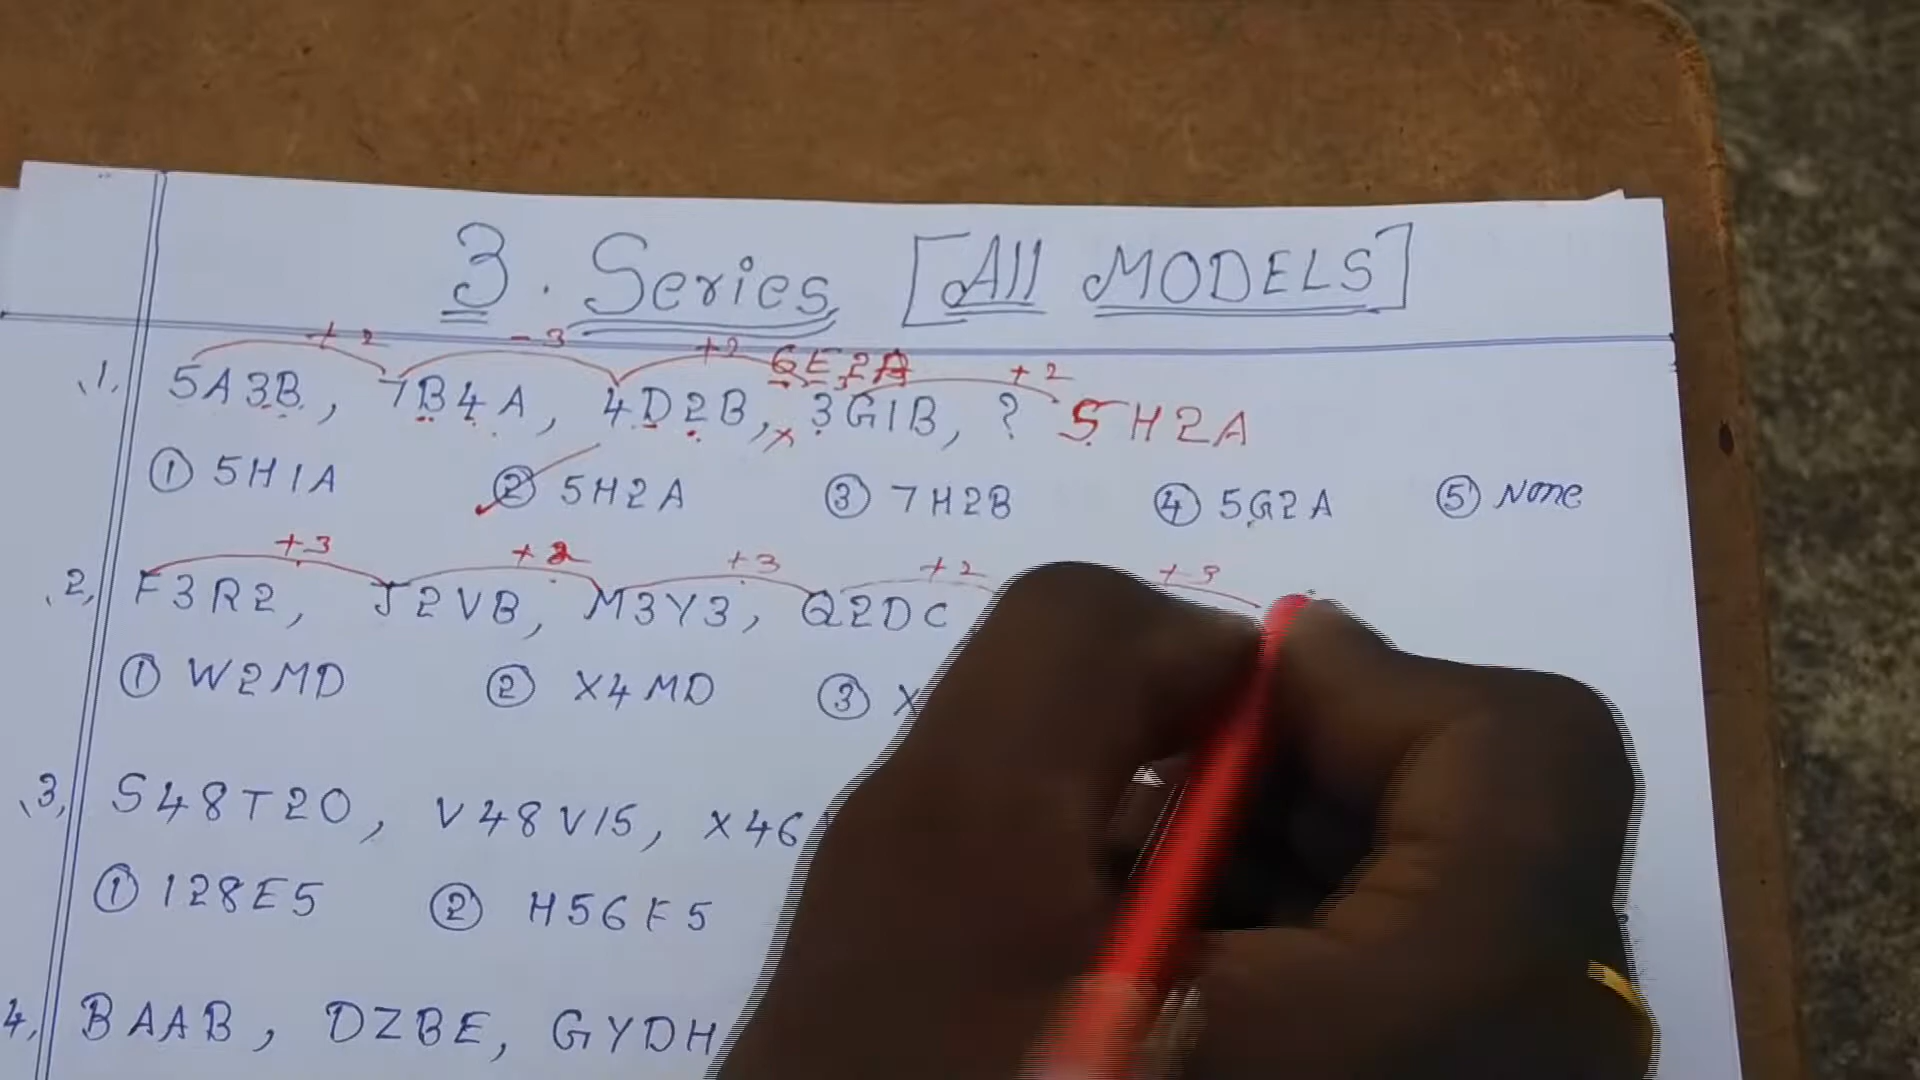 3. Series [All MODELS]
+2 -3 +2 6E2A +2
1. 5A3B, 7B4A, 4D2B, 3G1B, ? 5H2A
① 5H1A ② 5H2A ③ 7H2B ④ 5G2A ⑤ None
+3 +2 +3 +2 +3
2, F3R2, J2VB, M3Y3, Q2DC
① W2MD ② X4MD ③ X
3, S48T20, V48V15, X46
① 128E5 ② H56F5
4, BAAB, DZBE, GYDH